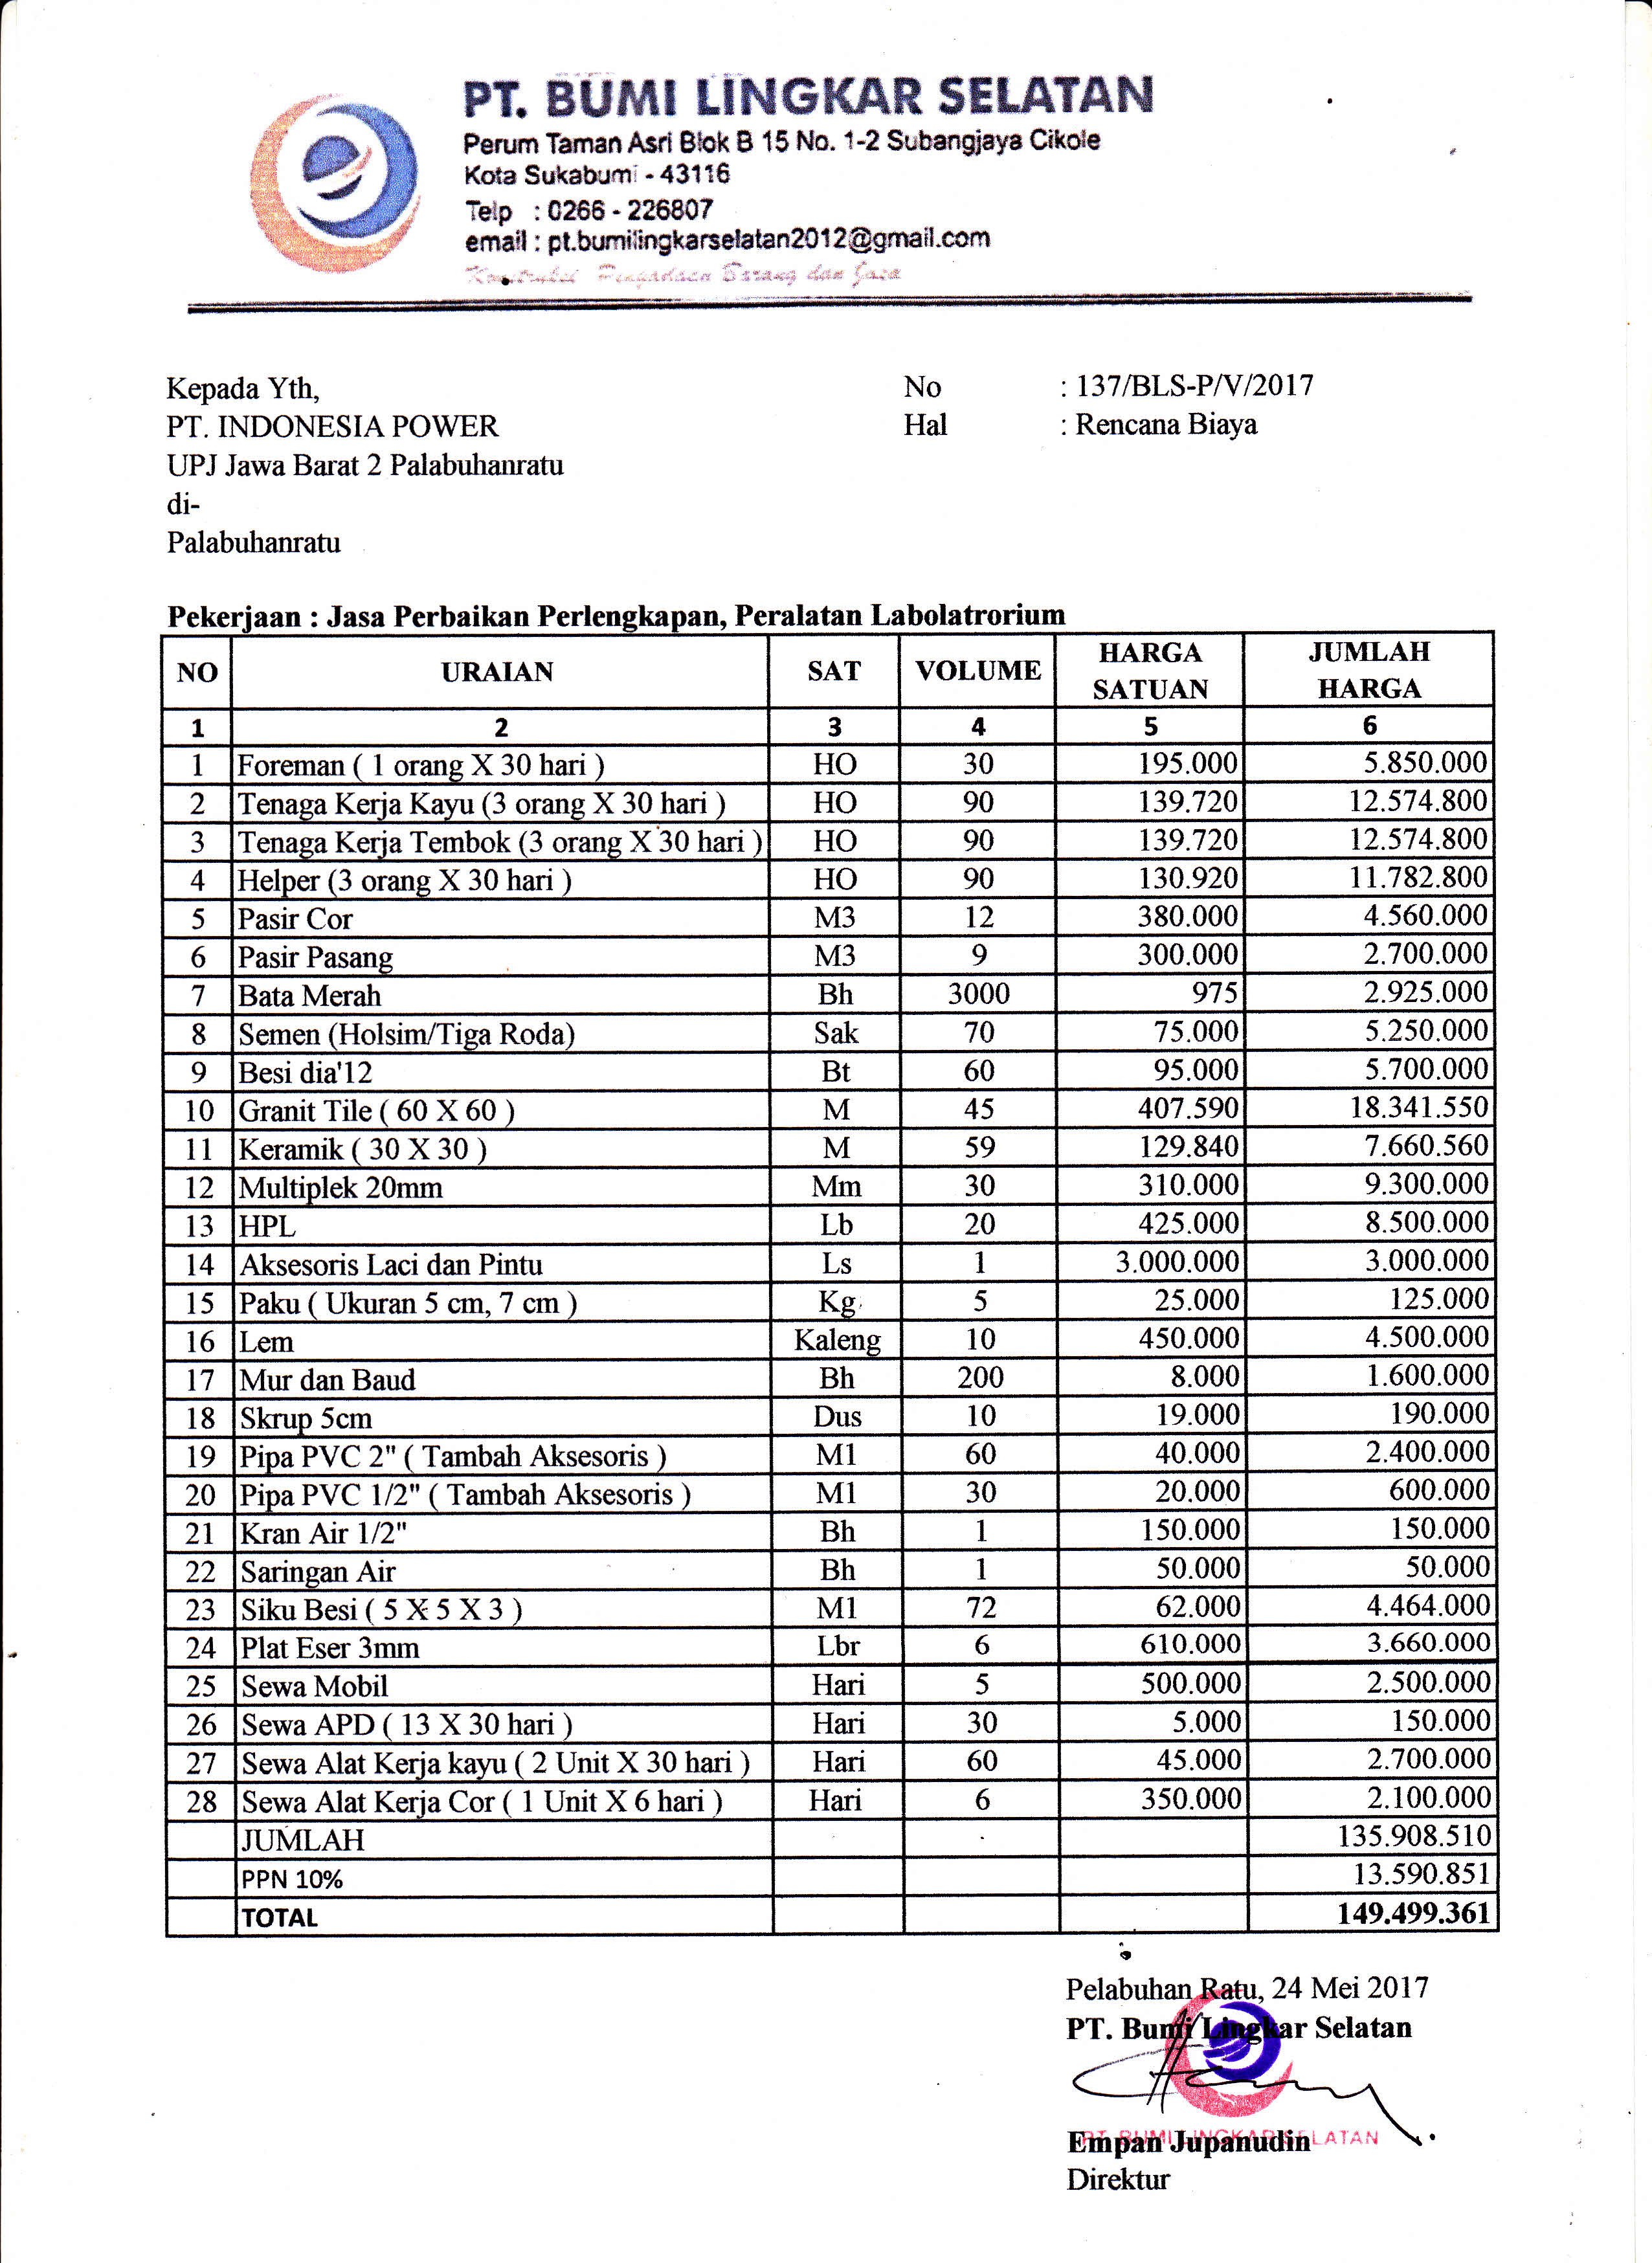 PT. BUMI LINGKAR SELATAN
Perum Taman Asri Blok B 15 No. 1-2 Subangjaya Cikole
Kota Sukabumi - 43116
Telp : 0266 - 226807
email : pt.bumilingkarselatan2012@gmail.com
Konstruksi Pengadaan Barang dan Jasa
Kepada Yth,
No : 137/BLS-P/V/2017
PT. INDONESIA POWER
Hal : Rencana Biaya
UPJ Jawa Barat 2 Palabuhanratu
di-
Palabuhanratu
Pekerjaan : Jasa Perbaikan Perlengkapan, Peralatan Labolatrorium
NO URAIAN SAT VOLUME HARGA SATUAN JUMLAH HARGA
1 2 3 4 5 6
1 Foreman ( 1 orang X 30 hari ) HO 30 195.000 5.850.000
2 Tenaga Kerja Kayu (3 orang X 30 hari ) HO 90 139.720 12.574.800
3 Tenaga Kerja Tembok (3 orang X 30 hari ) HO 90 139.720 12.574.800
4 Helper (3 orang X 30 hari ) HO 90 130.920 11.782.800
5 Pasir Cor M3 12 380.000 4.560.000
6 Pasir Pasang M3 9 300.000 2.700.000
7 Bata Merah Bh 3000 975 2.925.000
8 Semen (Holsim/Tiga Roda) Sak 70 75.000 5.250.000
9 Besi dia'12 Bt 60 95.000 5.700.000
10 Granit Tile ( 60 X 60 ) M 45 407.590 18.341.550
11 Keramik ( 30 X 30 ) M 59 129.840 7.660.560
12 Multiplek 20mm Mm 30 310.000 9.300.000
13 HPL Lb 20 425.000 8.500.000
14 Aksesoris Laci dan Pintu Ls 1 3.000.000 3.000.000
15 Paku ( Ukuran 5 cm, 7 cm ) Kg 5 25.000 125.000
16 Lem Kaleng 10 450.000 4.500.000
17 Mur dan Baud Bh 200 8.000 1.600.000
18 Skrup 5cm Dus 10 19.000 190.000
19 Pipa PVC 2" ( Tambah Aksesoris ) M1 60 40.000 2.400.000
20 Pipa PVC 1/2" ( Tambah Aksesoris ) M1 30 20.000 600.000
21 Kran Air 1/2" Bh 1 150.000 150.000
22 Saringan Air Bh 1 50.000 50.000
23 Siku Besi ( 5 X 5 X 3 ) M1 72 62.000 4.464.000
24 Plat Eser 3mm Lbr 6 610.000 3.660.000
25 Sewa Mobil Hari 5 500.000 2.500.000
26 Sewa APD ( 13 X 30 hari ) Hari 30 5.000 150.000
27 Sewa Alat Kerja kayu ( 2 Unit X 30 hari ) Hari 60 45.000 2.700.000
28 Sewa Alat Kerja Cor ( 1 Unit X 6 hari ) Hari 6 350.000 2.100.000
JUMLAH 135.908.510
PPN 10% 13.590.851
TOTAL 149.499.361
Pelabuhan Ratu, 24 Mei 2017
PT. Bumi Lingkar Selatan
PT. BUMI LINGKAR SELATAN
Empan Jupanudin
Direktur